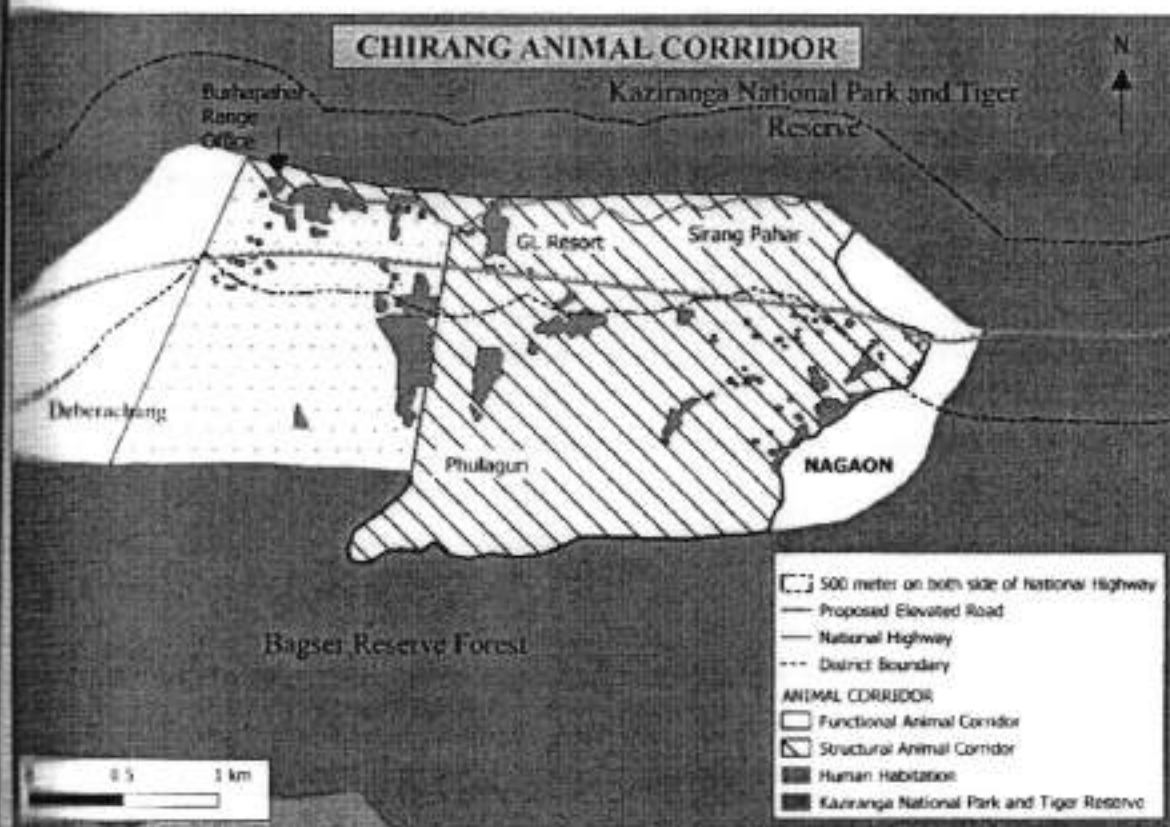 CHIRANG ANIMAL CORRIDOR
N
Kaziranga National Park and Tiger
Reserve
Burhapahar
Range
Office
GL Resort
Sirang Pahar
Deberachang
Phulaguri
NAGAON
Bagser Reserve Forest
500 meter on both side of National Highway
Proposed Elevated Road
National Highway
District Boundary
ANIMAL CORRIDOR
Functional Animal Corridor
Structural Animal Corridor
Human Habitation
Kaziranga National Park and Tiger Reserve
0 0.5 1 km